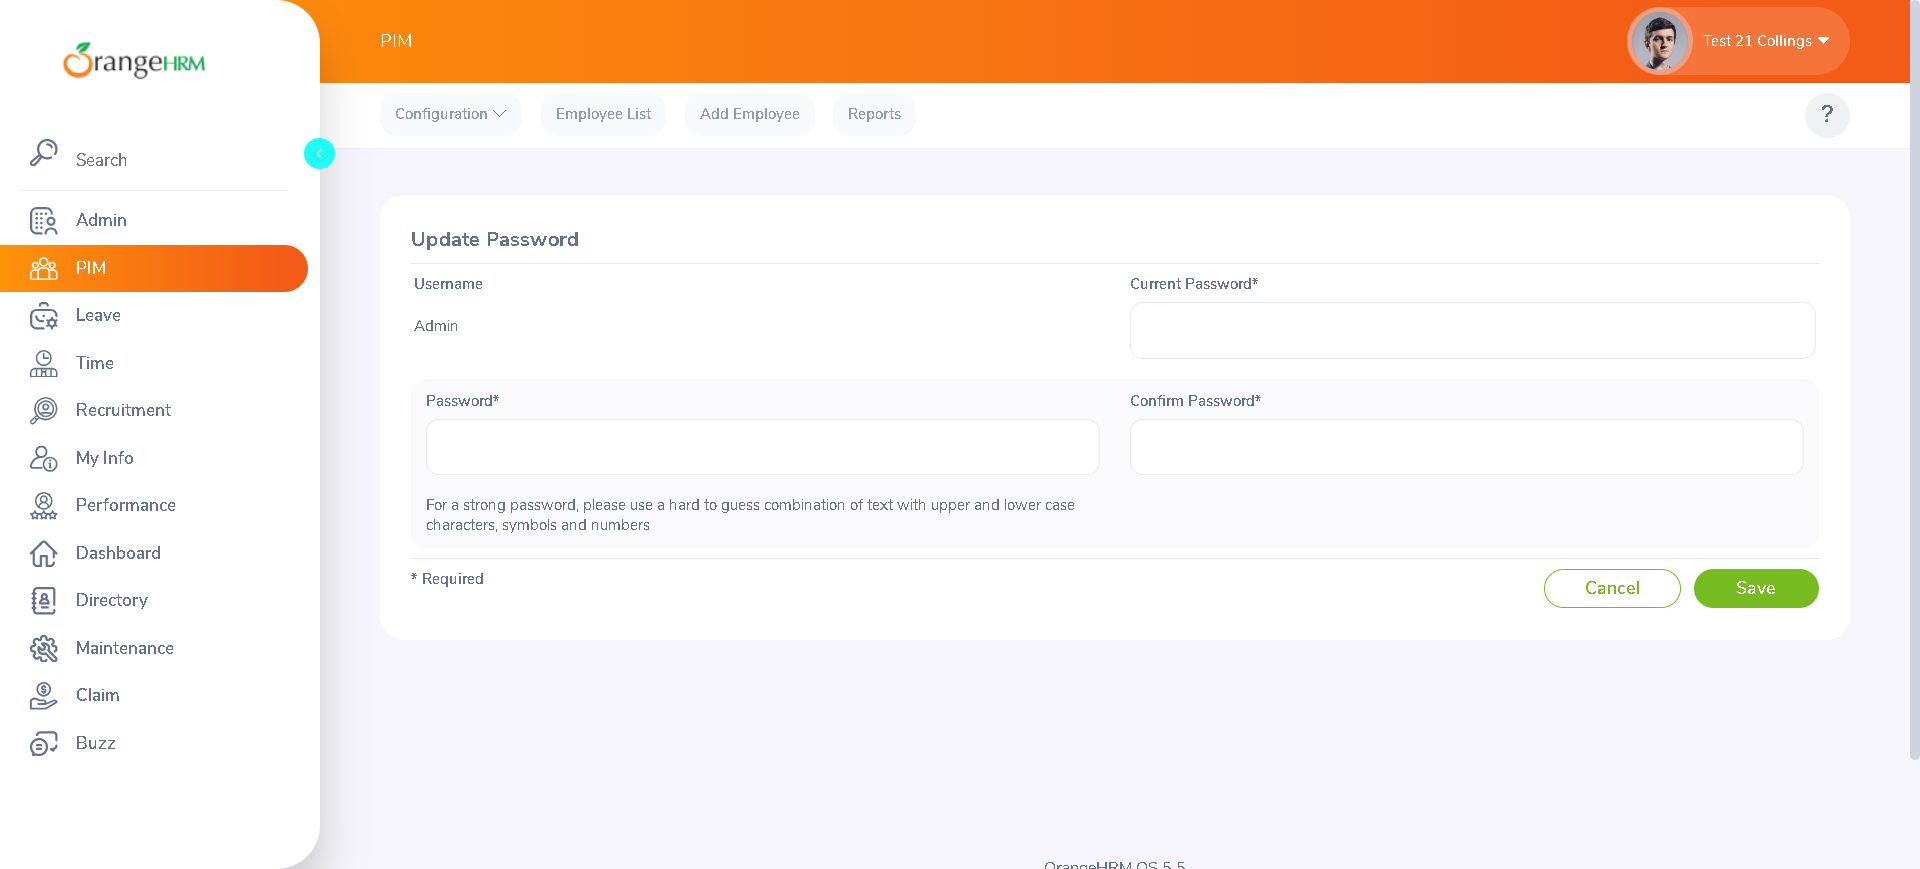 OrangeHRM
Search
Admin
PIM
Leave
Time
Recruitment
My Info
Performance
Dashboard
Directory
Maintenance
Claim
Buzz
PIM
Test 21 Collings
Configuration
Employee List
Add Employee
Reports
?
Update Password
Username
Admin
Current Password*
Password*
Confirm Password*
For a strong password, please use a hard to guess combination of text with upper and lower case
characters, symbols and numbers
* Required
Cancel
Save
OrangeHRM OS 5.5